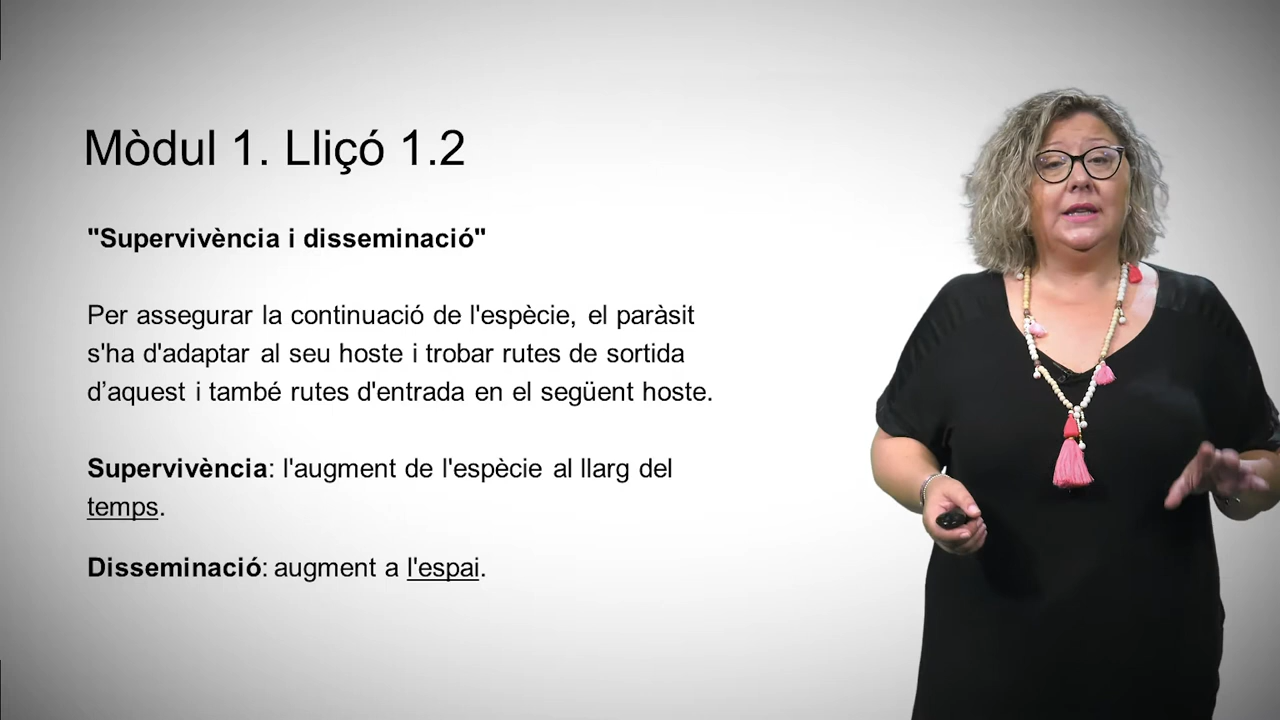 Mòdul 1. Lliçó 1.2
"Supervivència i disseminació"
Per assegurar la continuació de l'espècie, el paràsit
s'ha d'adaptar al seu hoste i trobar rutes de sortida
d’aquest i també rutes d'entrada en el següent hoste.
Supervivència: l'augment de l'espècie al llarg del
temps.
Disseminació: augment a l'espai.